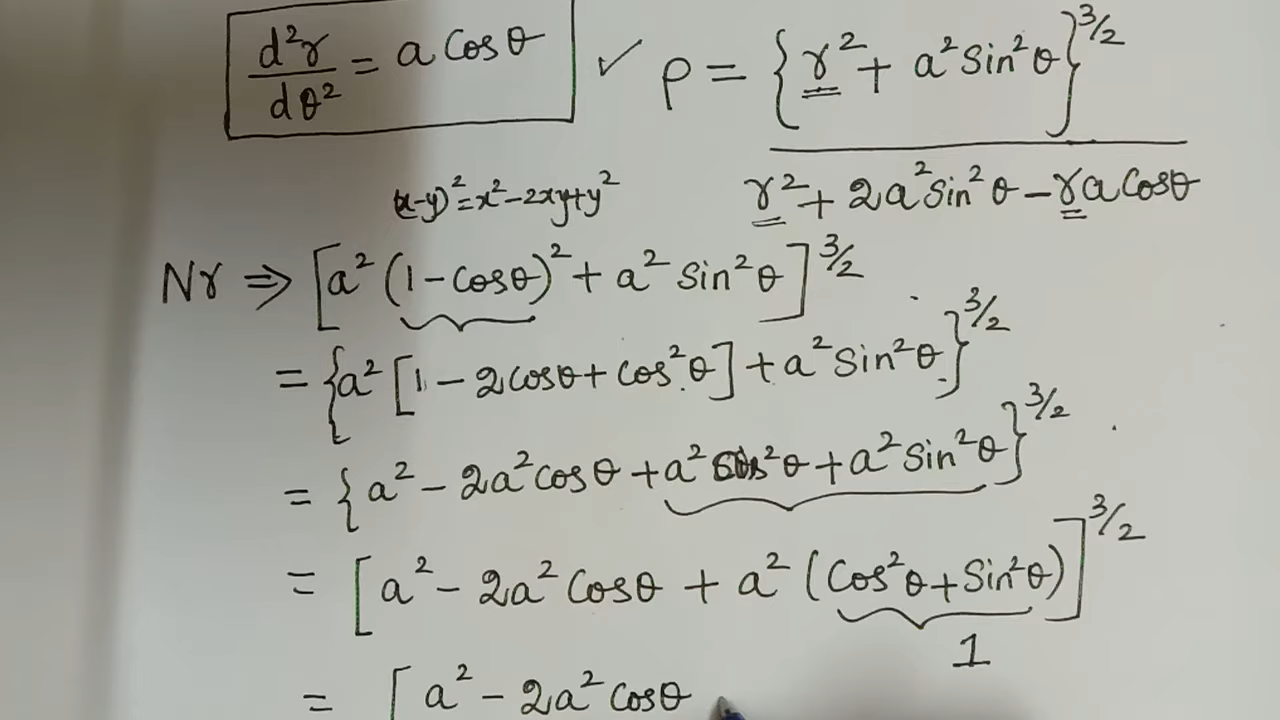 d²r/dθ² = a Cosθ ✓ ρ = {r² + a² Sin²θ}^3/2 / r² + 2a² Sin²θ - ra Cosθ
(x-y)² = x² - 2xy + y²
Nr ⇒ [a² (1 - Cosθ)² + a² Sin²θ]^3/2
= {a² [1 - 2cosθ + cos²θ] + a² Sin²θ}^3/2
= {a² - 2a² cosθ + a² cos²θ + a² Sin²θ}^3/2
= [a² - 2a² Cosθ + a² (Cos²θ + Sin²θ)]^3/2
1
= [a² - 2a² cosθ